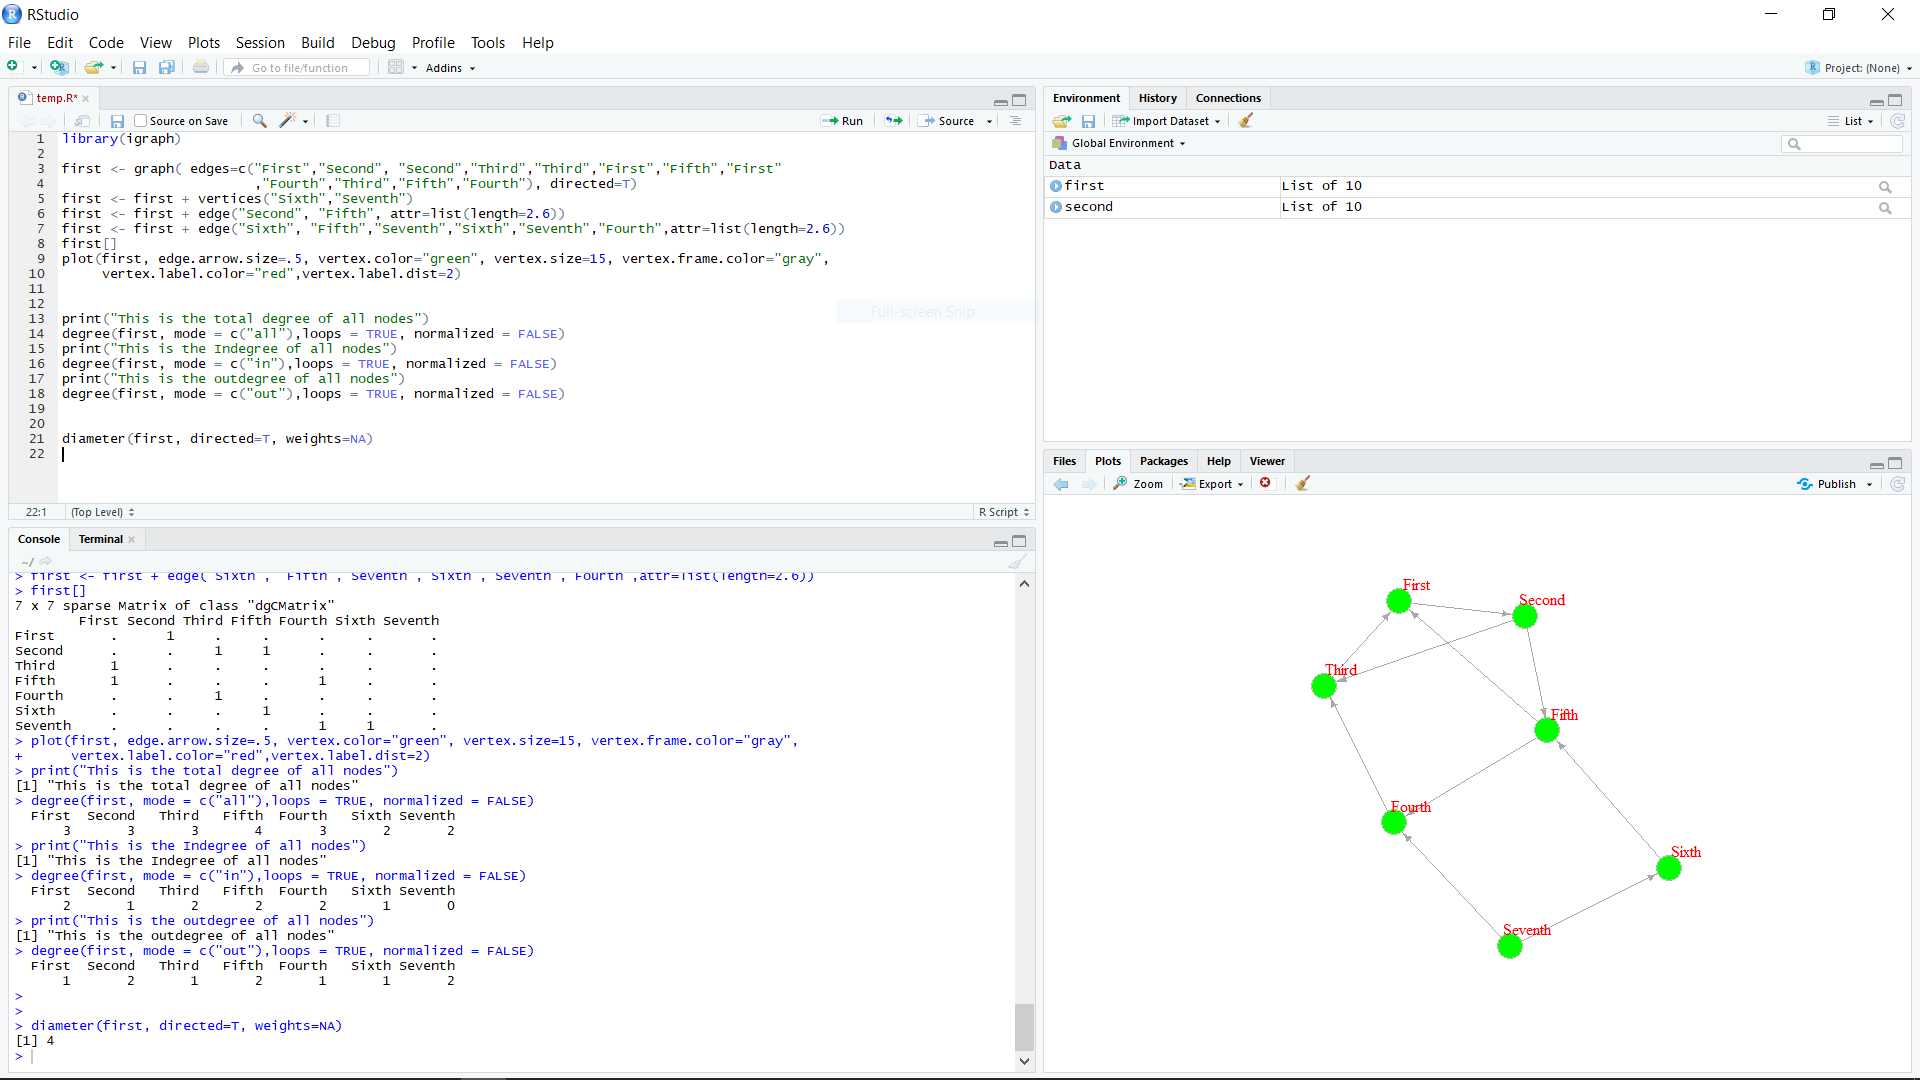 RStudio
File Edit Code View Plots Session Build Debug Profile Tools Help
Go to file/function Addins Project: (None)
temp.R*
Source on Save Run Source
1 library(igraph)
2
3 first <- graph( edges=c("First","Second", "Second","Third","Third","First","Fifth","First"
4 ,"Fourth","Third","Fifth","Fourth"), directed=T)
5 first <- first + vertices("Sixth","Seventh")
6 first <- first + edge("Second", "Fifth", attr=list(length=2.6))
7 first <- first + edge("Sixth", "Fifth","Seventh","Sixth","Seventh","Fourth",attr=list(length=2.6))
8 first[]
9 plot(first, edge.arrow.size=.5, vertex.color="green", vertex.size=15, vertex.frame.color="gray",
10 vertex.label.color="red",vertex.label.dist=2)
11
12
Full-screen Snip
13 print("This is the total degree of all nodes")
14 degree(first, mode = c("all"),loops = TRUE, normalized = FALSE)
15 print("This is the Indegree of all nodes")
16 degree(first, mode = c("in"),loops = TRUE, normalized = FALSE)
17 print("This is the outdegree of all nodes")
18 degree(first, mode = c("out"),loops = TRUE, normalized = FALSE)
19
20
21 diameter(first, directed=T, weights=NA)
22
22:1 (Top Level) R Script
Console Terminal
~/
> first <- first + edge("Sixth", "Fifth","Seventh","Sixth","Seventh","Fourth",attr=list(length=2.6))
> first[]
7 x 7 sparse Matrix of class "dgCMatrix"
First Second Third Fifth Fourth Sixth Seventh
First . 1 . . . . .
Second . . 1 1 . . .
Third 1 . . . . . .
Fifth 1 . . . 1 . .
Fourth . . 1 . . . .
Sixth . . . 1 . . .
Seventh . . . . 1 1 .
> plot(first, edge.arrow.size=.5, vertex.color="green", vertex.size=15, vertex.frame.color="gray",
+ vertex.label.color="red",vertex.label.dist=2)
> print("This is the total degree of all nodes")
[1] "This is the total degree of all nodes"
> degree(first, mode = c("all"),loops = TRUE, normalized = FALSE)
First Second Third Fifth Fourth Sixth Seventh
3 3 3 4 3 2 2
> print("This is the Indegree of all nodes")
[1] "This is the Indegree of all nodes"
> degree(first, mode = c("in"),loops = TRUE, normalized = FALSE)
First Second Third Fifth Fourth Sixth Seventh
2 1 2 2 2 1 0
> print("This is the outdegree of all nodes")
[1] "This is the outdegree of all nodes"
> degree(first, mode = c("out"),loops = TRUE, normalized = FALSE)
First Second Third Fifth Fourth Sixth Seventh
1 2 1 2 1 1 2
>
>
> diameter(first, directed=T, weights=NA)
[1] 4
>
Environment History Connections
Import Dataset List
Global Environment
Data
first List of 10
second List of 10
Files Plots Packages Help Viewer
Zoom Export Publish
First
Second
Third
Fifth
Fourth
Sixth
Seventh